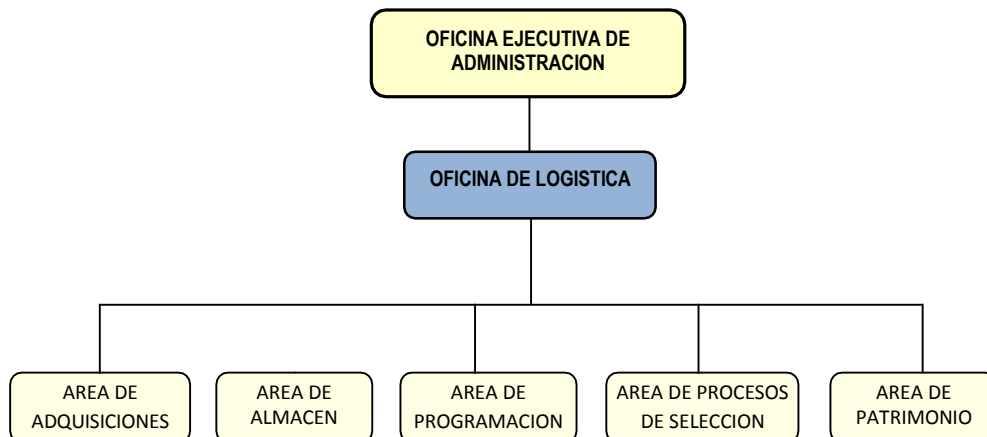 OFICINA EJECUTIVA DE
ADMINISTRACION
OFICINA DE LOGISTICA
AREA DE
ADQUISICIONES
AREA DE
ALMACEN
AREA DE
PROGRAMACION
AREA DE PROCESOS
DE SELECCION
AREA DE
PATRIMONIO